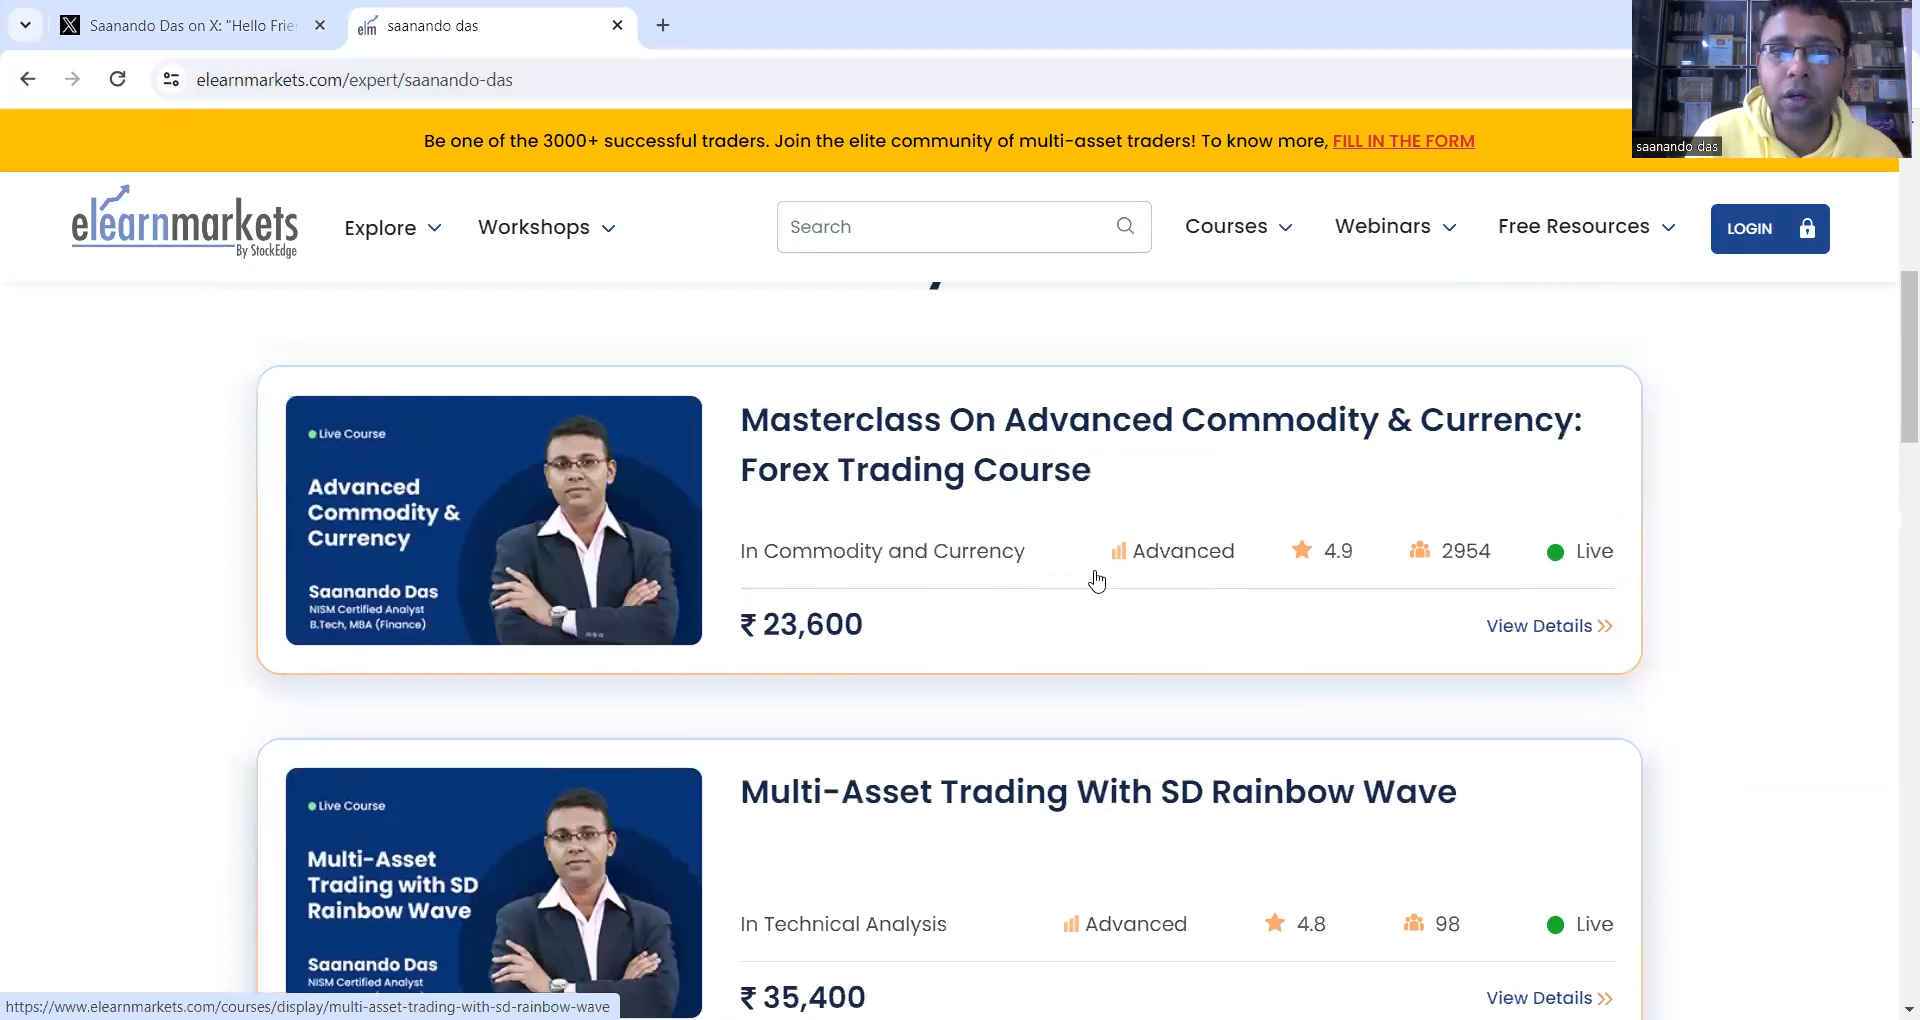 Saanando Das on X: "Hello Frie
saanando das
elearnmarkets.com/expert/saanando-das
saanando das
Be one of the 3000+ successful traders. Join the elite community of multi-asset traders! To know more, FILL IN THE FORM
elearnmarkets
By StockEdge
Explore
Workshops
Search
Courses
Webinars
Free Resources
LOGIN
Live Course
Advanced
Commodity &
Currency
Saanando Das
NISM Certified Analyst
B.Tech, MBA (Finance)
Masterclass On Advanced Commodity & Currency:
Forex Trading Course
In Commodity and Currency
Advanced
4.9
2954
Live
₹ 23,600
View Details
Live Course
Multi-Asset
Trading with SD
Rainbow Wave
Saanando Das
NISM Certified Analyst
Multi-Asset Trading With SD Rainbow Wave
In Technical Analysis
Advanced
4.8
98
Live
₹ 35,400
View Details
https://www.elearnmarkets.com/courses/display/multi-asset-trading-with-sd-rainbow-wave